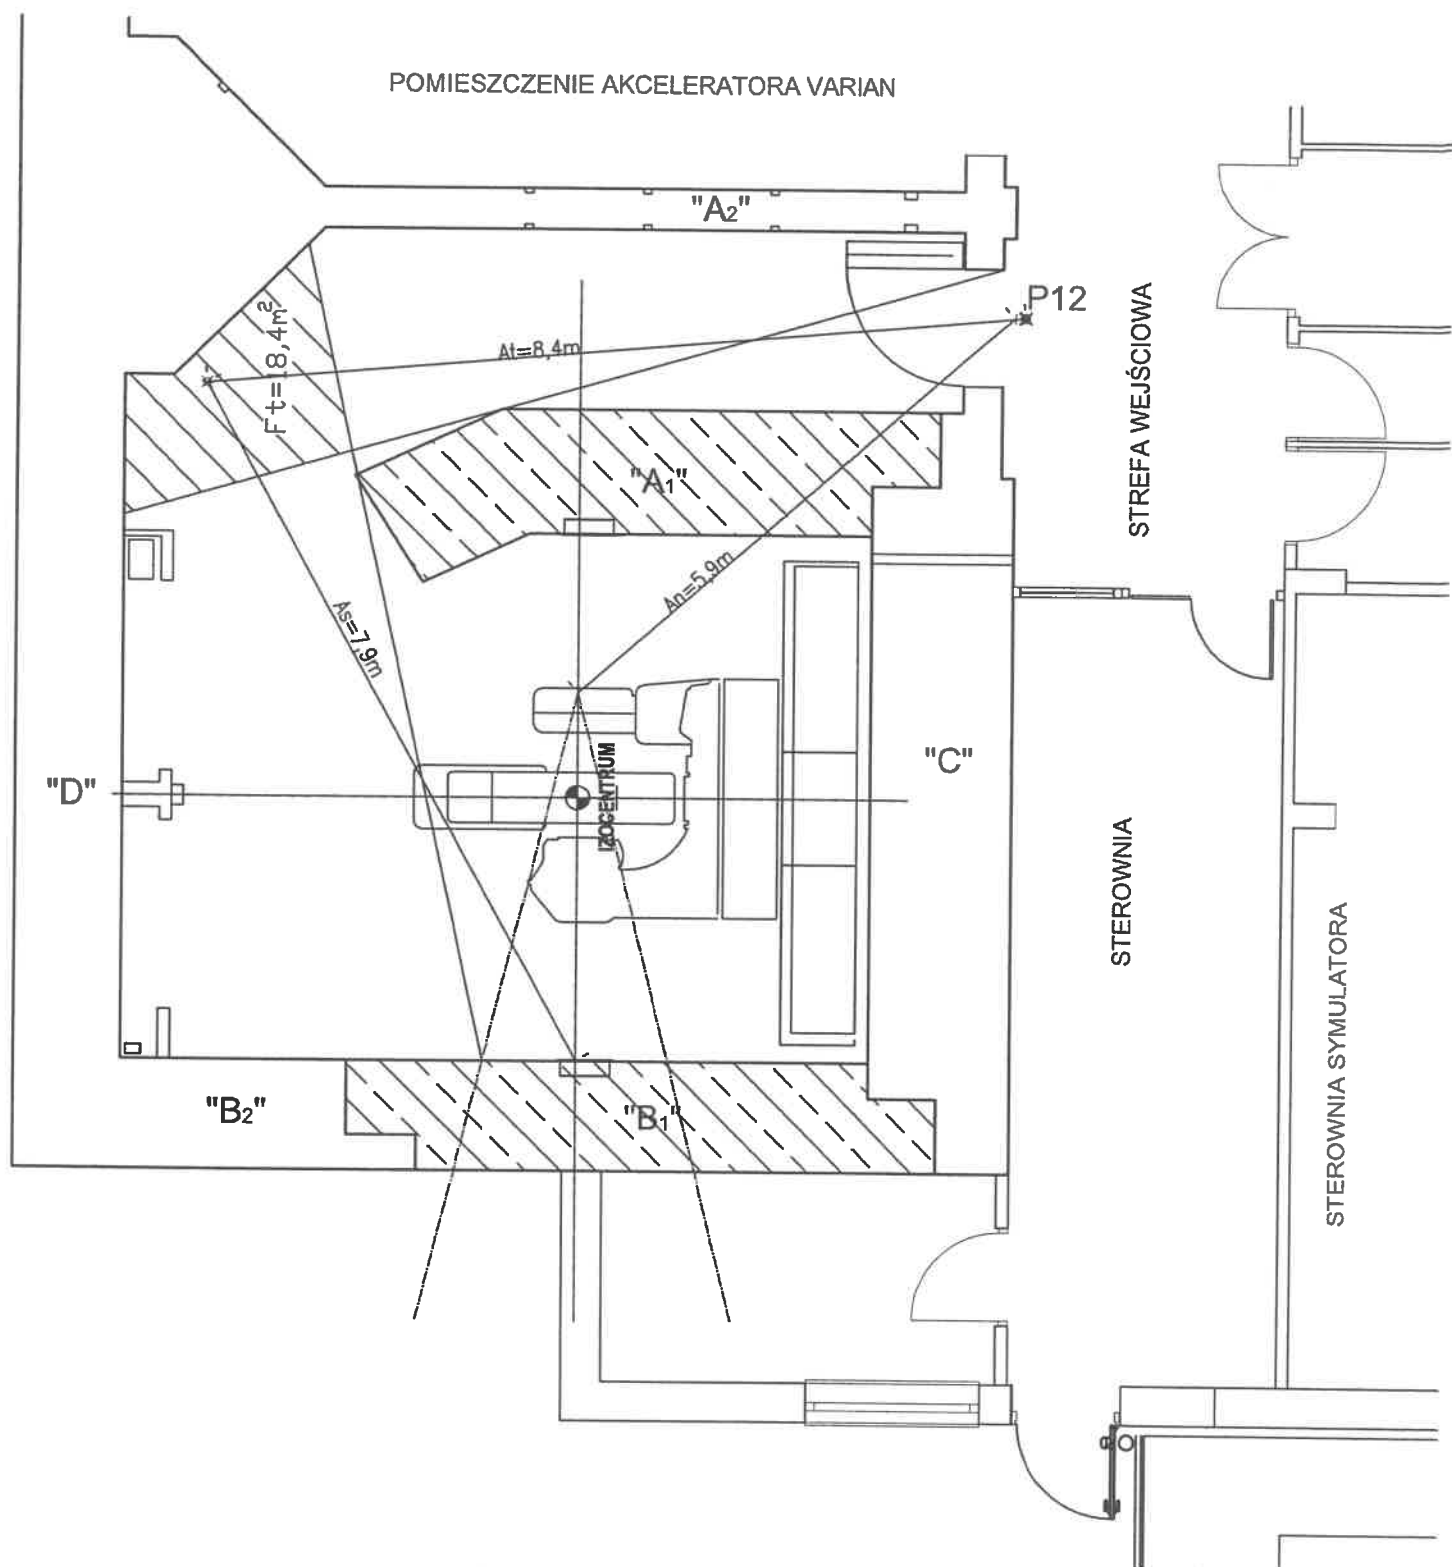 POMIESZCZENIE AKCELERATORA VARIAN
"A2"
P12
Ft=18,4m²
At=8,4m
STREFA WEJŚCIOWA
"A1"
An=5,9m
As=7,9m
IZOCENTRUM
"C"
"D"
STEROWNIA
STEROWNIA SYMULATORA
"B2"
"B1"